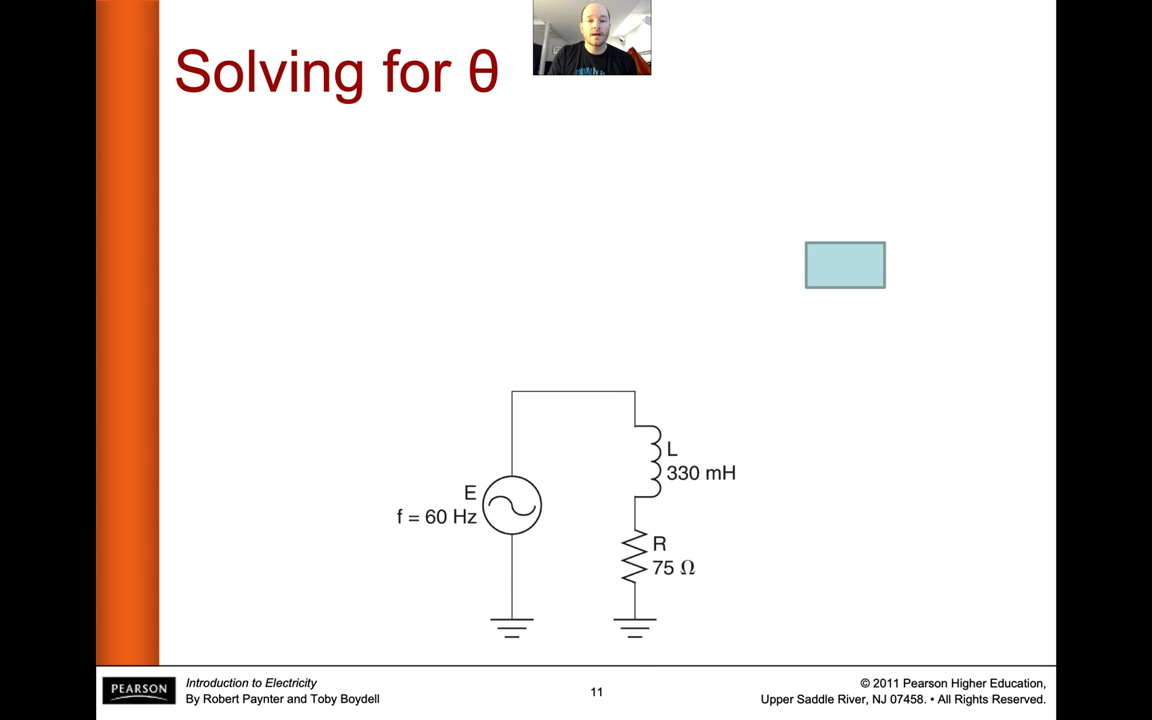 Solving for θ
L
330 mH
E
f = 60 Hz
R
75 Ω
PEARSON
Introduction to Electricity
By Robert Paynter and Toby Boydell
11
© 2011 Pearson Higher Education,
Upper Saddle River, NJ 07458. • All Rights Reserved.